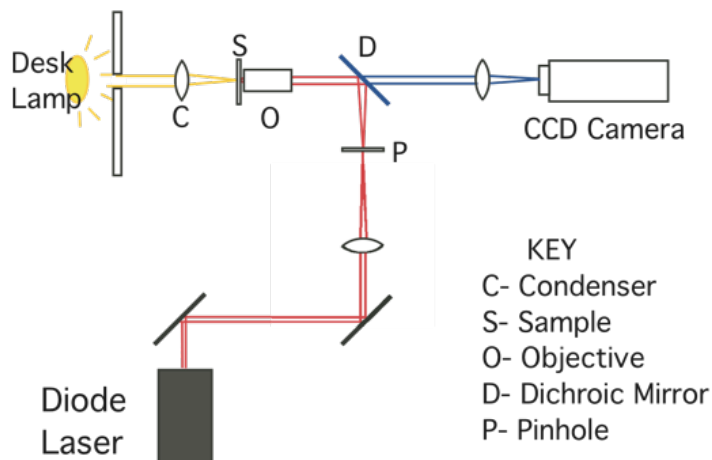 Desk
Lamp
C
S
O
D
P
CCD Camera
Diode
Laser
KEY
C- Condenser
S- Sample
O- Objective
D- Dichroic Mirror
P- Pinhole